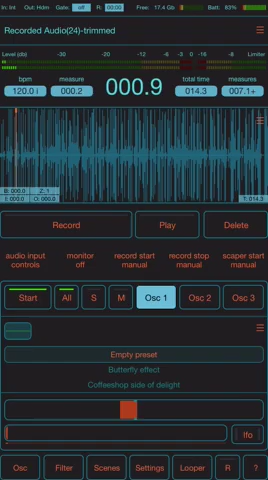 In: Int Out: Hdm Gate: off R: 00:00 Free: 17.4 Gb Batt: 83%
Recorded Audio(24)-trimmed
Level (db) -30 -20 -12 -6 -3 0 -16 -8 Limiter
bpm measure total time measures
120.0 i 000.2 000.9 014.3 007.1+
B: 000.0 Z: 1
E: 000.0 O: 000.0 T: 014.3
Record Play Delete
audio input controls monitor off record start manual record stop manual scaper start manual
Start All S M Osc 1 Osc 2 Osc 3
Empty preset
Butterfly effect
Coffeeshop side of delight
lfo
Osc Filter Scenes Settings Looper R ?